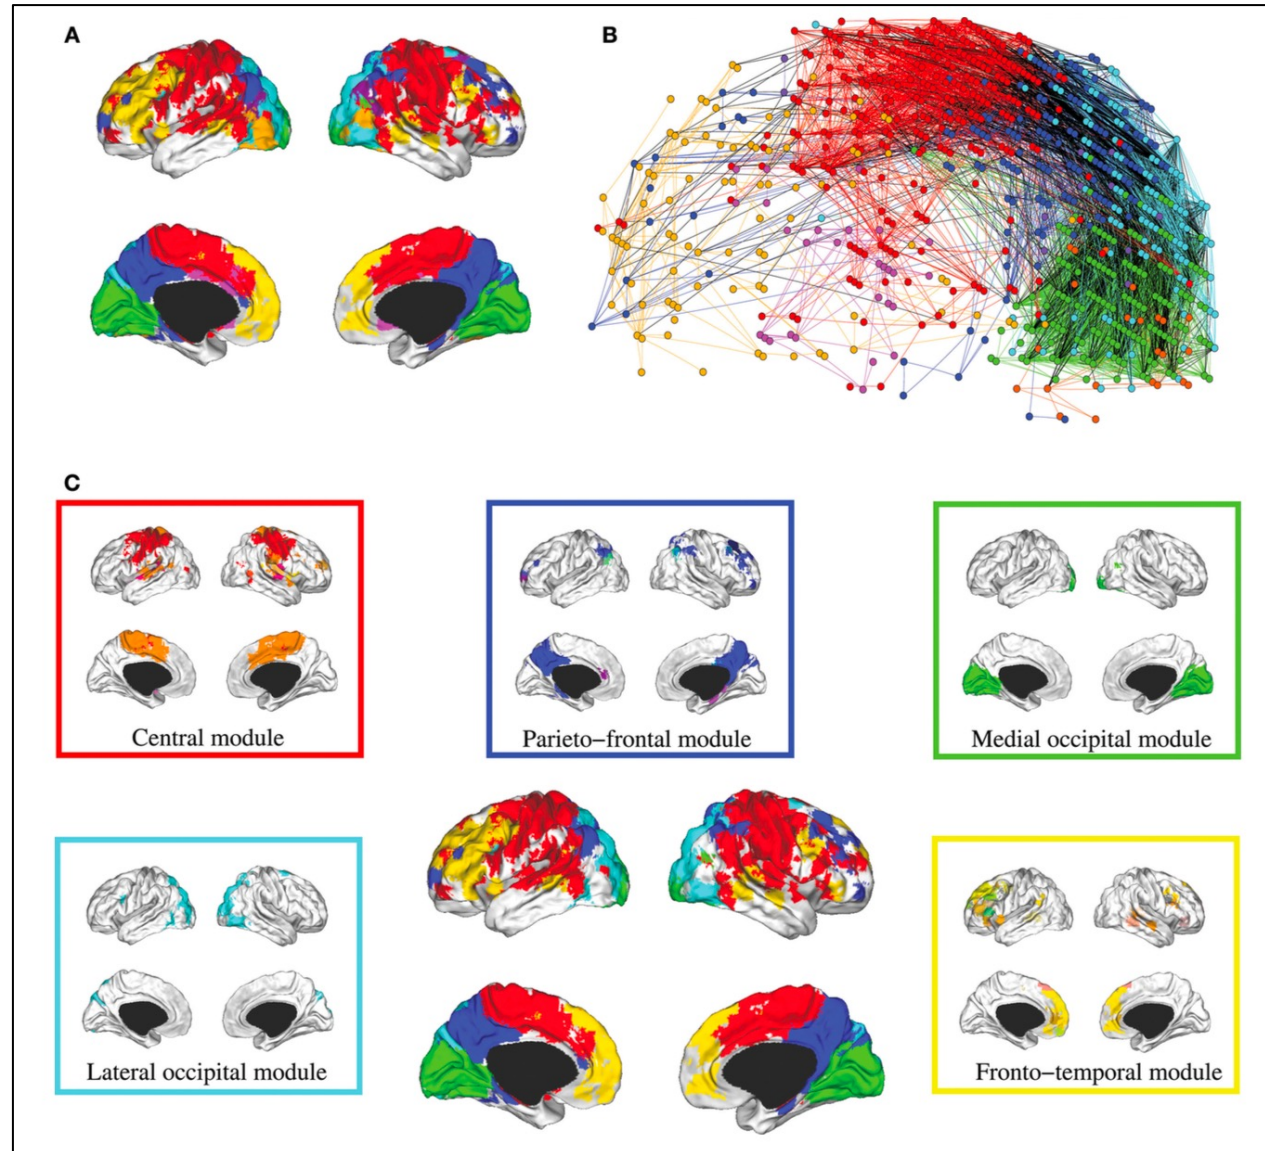 A
B
C
Central module
Parieto−frontal module
Medial occipital module
Lateral occipital module
Fronto−temporal module